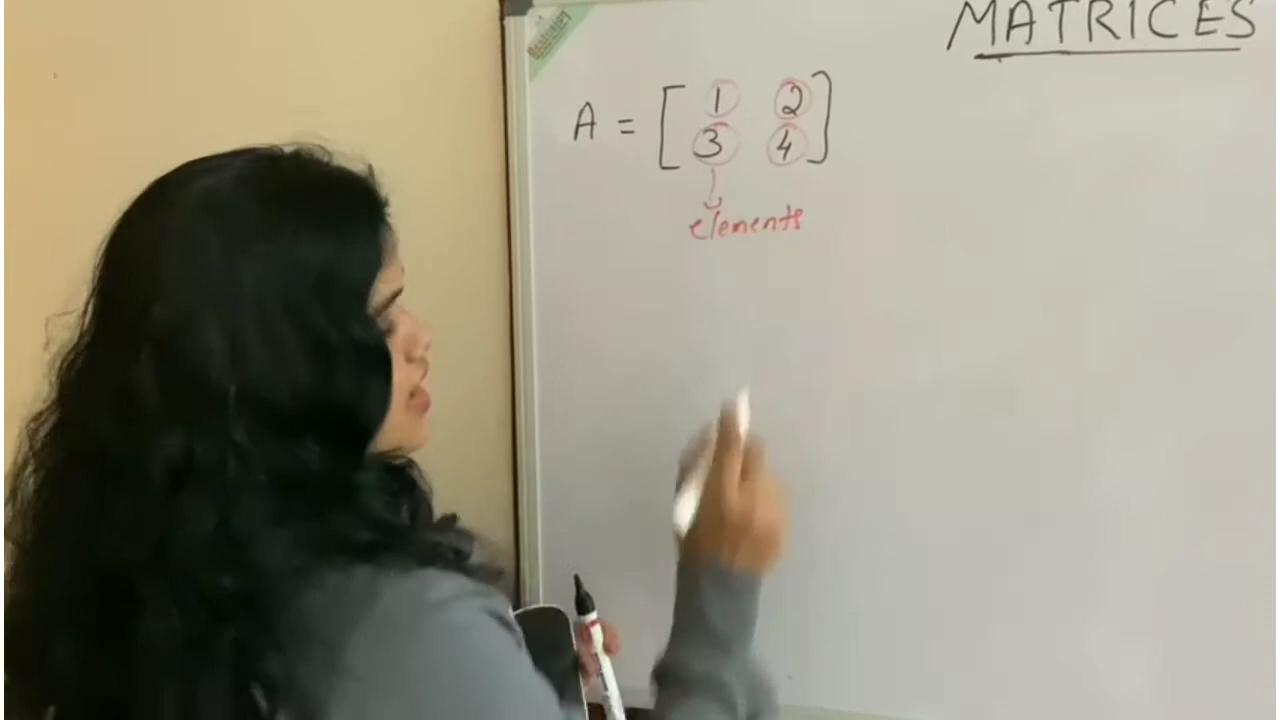 MATRICES
A = [ 1 2
3 4 ]
elements